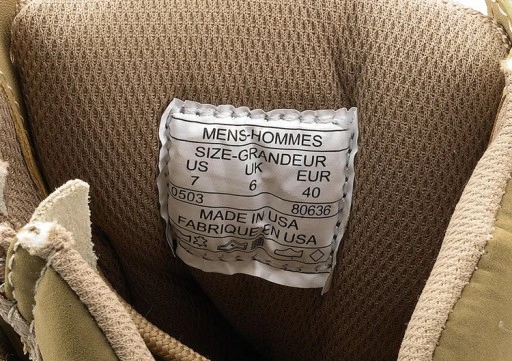 MENS-HOMMES
SIZE-GRANDEUR
US UK EUR
7 6 40
0503 80636
MADE IN USA
FABRIQUE EN USA